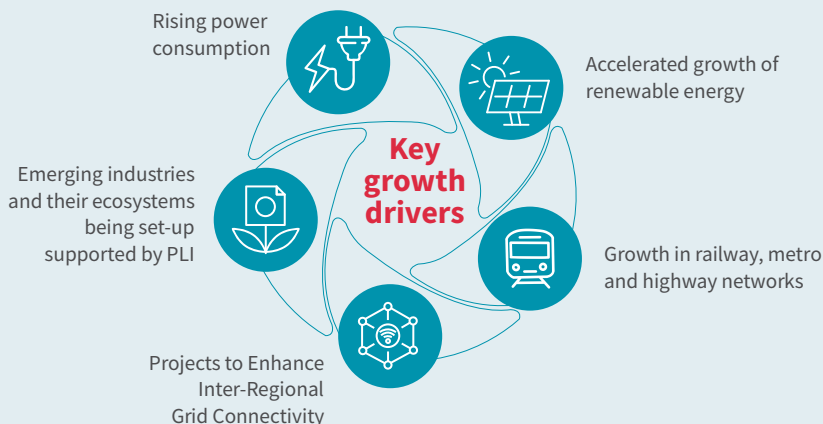 Rising power
consumption
Accelerated growth of
renewable energy
Key
growth
drivers
Emerging industries
and their ecosystems
being set-up
supported by PLI
Growth in railway, metro
and highway networks
Projects to Enhance
Inter-Regional
Grid Connectivity